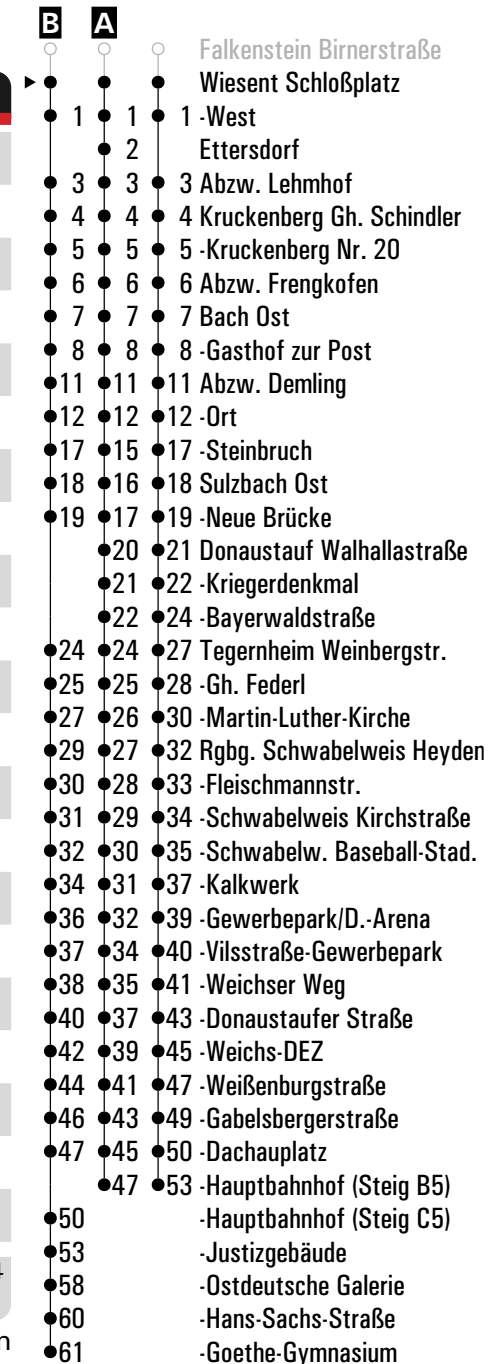 B A
Falkenstein Birnerstraße
Wiesent Schloßplatz
1 1 1 -West
2 Ettersdorf
3 3 3 Abzw. Lehmhof
4 4 4 Kruckenberg Gh. Schindler
5 5 5 -Kruckenberg Nr. 20
6 6 6 Abzw. Frengkofen
7 7 7 Bach Ost
8 8 8 -Gasthof zur Post
11 11 11 Abzw. Demling
12 12 12 -Ort
17 15 17 -Steinbruch
18 16 18 Sulzbach Ost
19 17 19 -Neue Brücke
20 21 Donaustauf Walhallastraße
21 22 -Kriegerdenkmal
22 24 -Bayerwaldstraße
24 24 27 Tegernheim Weinbergstr.
25 25 28 -Gh. Federl
27 26 30 -Martin-Luther-Kirche
29 27 32 Rgbg. Schwabelweis Heyden
30 28 33 -Fleischmannstr.
31 29 34 -Schwabelweis Kirchstraße
32 30 35 -Schwabelw. Baseball-Stad.
34 31 37 -Kalkwerk
36 32 39 -Gewerbepark/D.-Arena
37 34 40 -Vilsstraße-Gewerbepark
38 35 41 -Weichser Weg
40 37 43 -Donaustaufer Straße
42 39 45 -Weichs-DEZ
44 41 47 -Weißenburgstraße
46 43 49 -Gabelsbergerstraße
47 45 50 -Dachauplatz
47 53 -Hauptbahnhof (Steig B5)
50 -Hauptbahnhof (Steig C5)
53 -Justizgebäude
58 -Ostdeutsche Galerie
60 -Hans-Sachs-Straße
61 -Goethe-Gymnasium